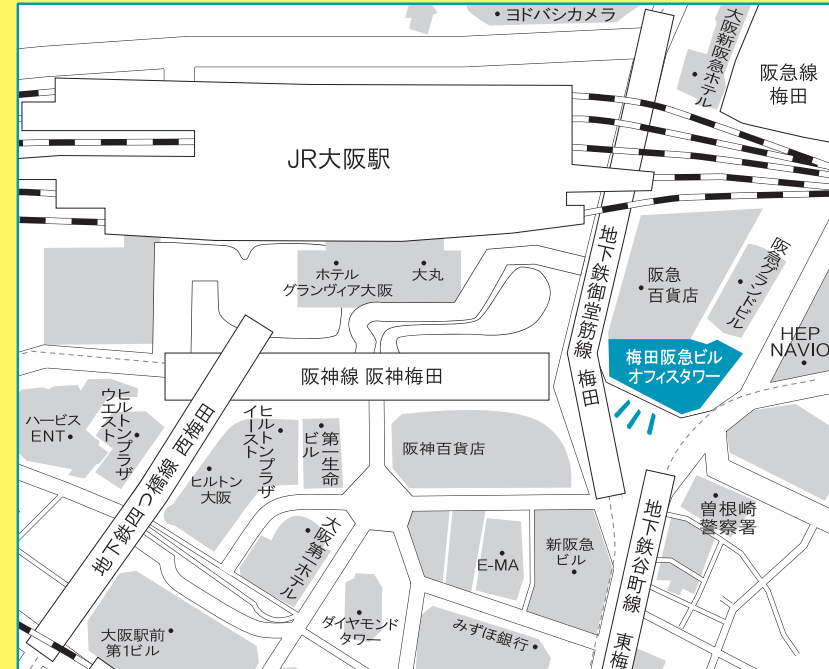 ヨドバシカメラ
大阪新阪急ホテル
阪急線
梅田
JR大阪駅
地下鉄御堂筋線 梅田
阪急
百貨店
阪急グランドビル
ホテル
グランヴィア大阪
大丸
梅田阪急ビル
オフィスタワー
HEP
NAVIO
阪神線 阪神梅田
地下鉄四つ橋線 西梅田
ハービス
ENT
ヒルトンプラザ
ウエスト
ヒルトンプラザ
イースト
第一生命
ビル
ヒルトン
大阪
阪神百貨店
大阪第一ホテル
E-MA
新阪急
ビル
曽根崎
警察署
地下鉄谷町線 東梅
大阪駅前
第1ビル
ダイヤモンド
タワー
みずほ銀行